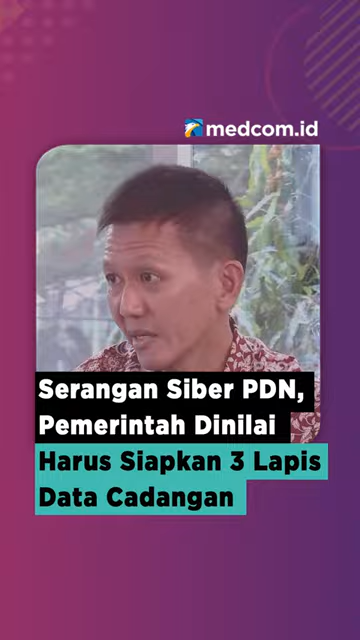 medcom.id
Serangan Siber PDN,
Pemerintah Dinilai
Harus Siapkan 3 Lapis
Data Cadangan